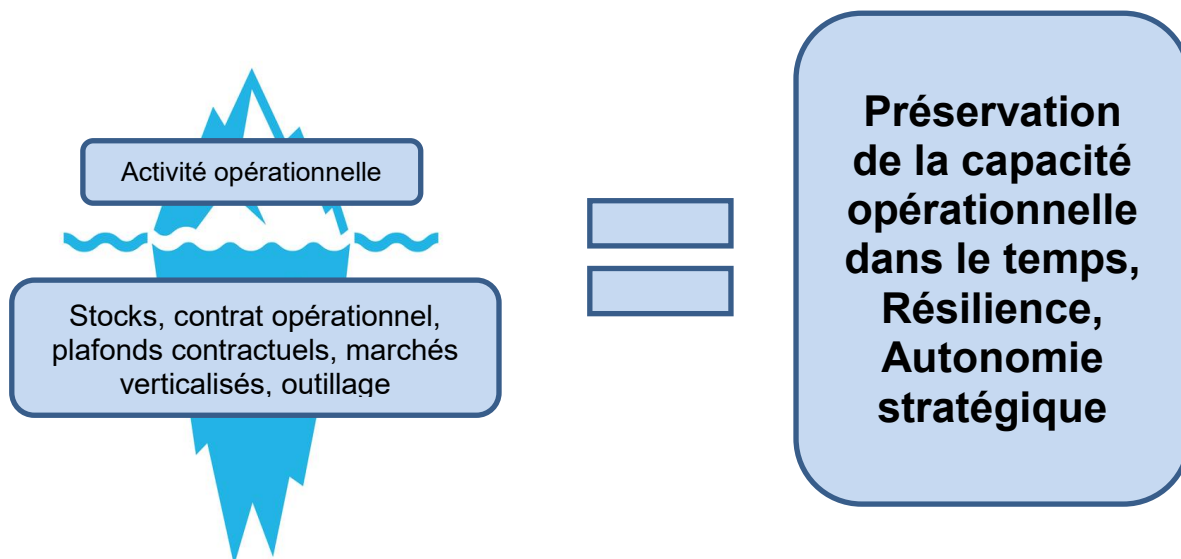 Activité opérationnelle
Stocks, contrat opérationnel,
plafonds contractuels, marchés
verticalisés, outillage
Préservation
de la capacité
opérationnelle
dans le temps,
Résilience,
Autonomie
stratégique